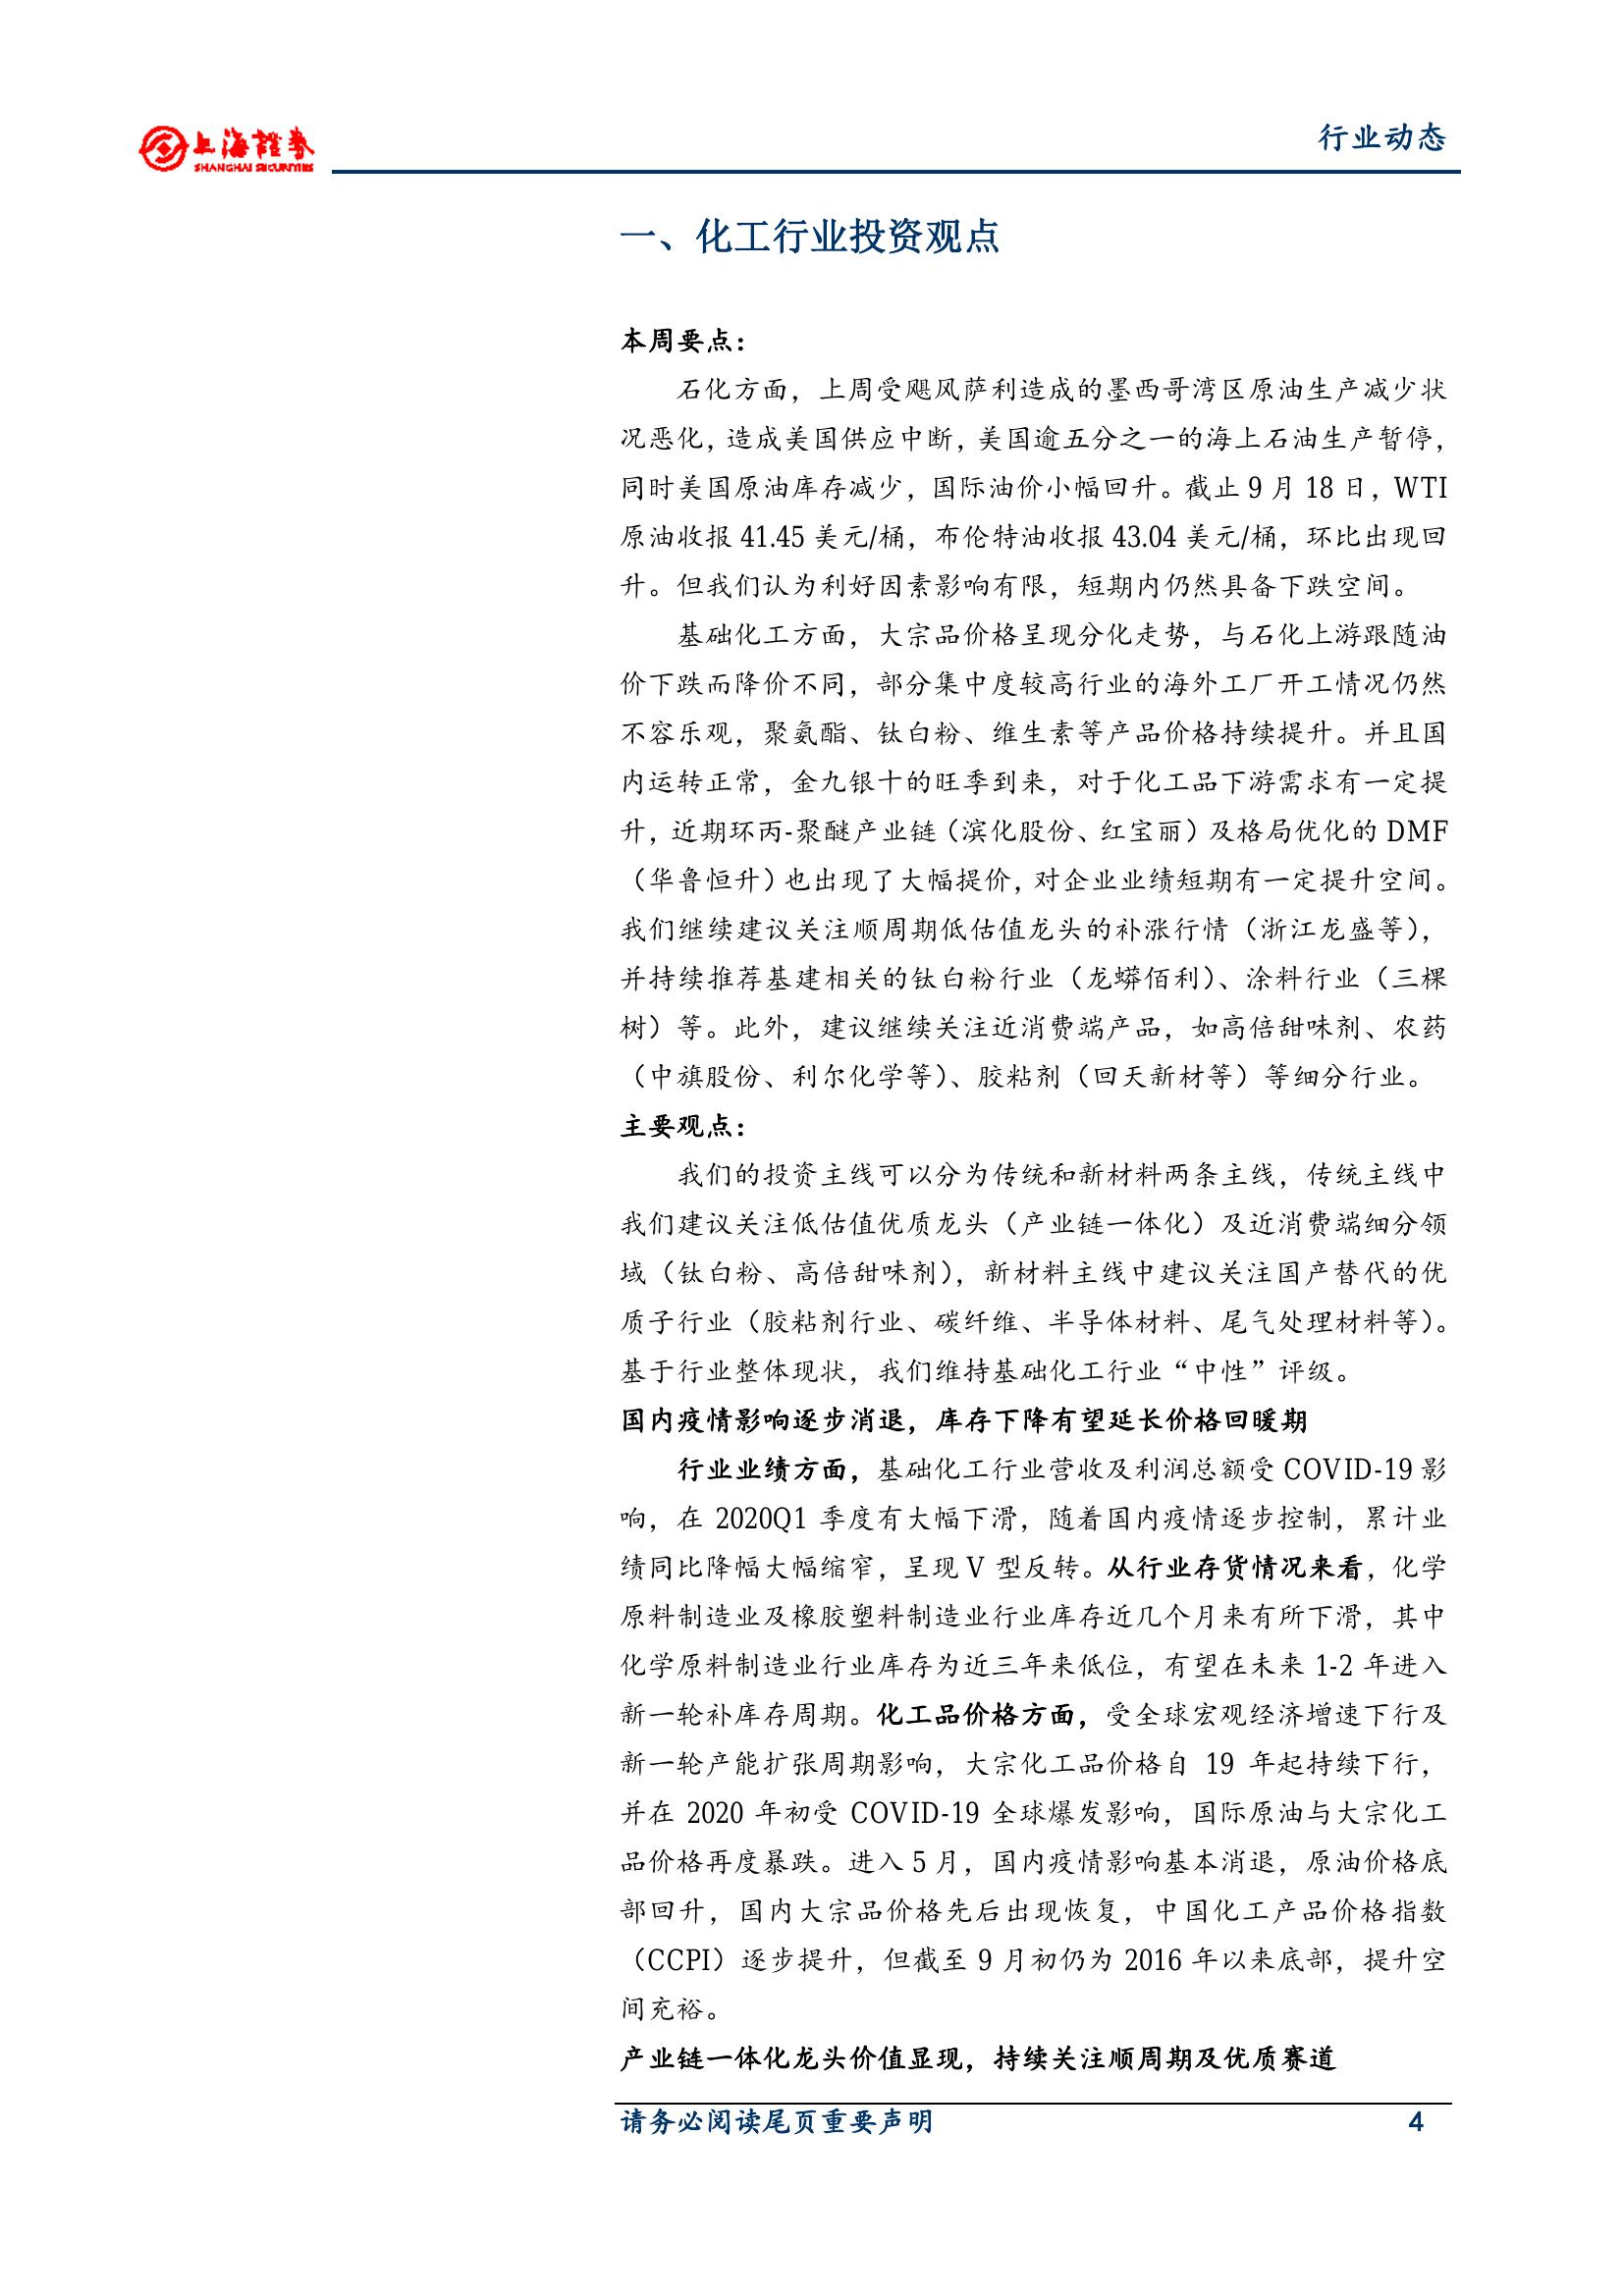 上海證券
SHANGHAI SECURITIES
行业动态
一、化工行业投资观点
本周要点：
石化方面，上周受飓风萨利造成的墨西哥湾区原油生产减少状
况恶化，造成美国供应中断，美国逾五分之一的海上石油生产暂停，
同时美国原油库存减少，国际油价小幅回升。截止 9 月 18 日，WTI
原油收报 41.45 美元/桶，布伦特油收报 43.04 美元/桶，环比出现回
升。但我们认为利好因素影响有限，短期内仍然具备下跌空间。
基础化工方面，大宗品价格呈现分化走势，与石化上游跟随油
价下跌而降价不同，部分集中度较高行业的海外工厂开工情况仍然
不容乐观，聚氨酯、钛白粉、维生素等产品价格持续提升。并且国
内运转正常，金九银十的旺季到来，对于化工品下游需求有一定提
升，近期环丙-聚醚产业链（滨化股份、红宝丽）及格局优化的 DMF
（华鲁恒升）也出现了大幅提价，对企业业绩短期有一定提升空间。
我们继续建议关注顺周期低估值龙头的补涨行情（浙江龙盛等），
并持续推荐基建相关的钛白粉行业（龙蟒佰利）、涂料行业（三棵
树）等。此外，建议继续关注近消费端产品，如高倍甜味剂、农药
（中旗股份、利尔化学等）、胶粘剂（回天新材等）等细分行业。
主要观点：
我们的投资主线可以分为传统和新材料两条主线，传统主线中
我们建议关注低估值优质龙头（产业链一体化）及近消费端细分领
域（钛白粉、高倍甜味剂），新材料主线中建议关注国产替代的优
质子行业（胶粘剂行业、碳纤维、半导体材料、尾气处理材料等）。
基于行业整体现状，我们维持基础化工行业“中性”评级。
国内疫情影响逐步消退，库存下降有望延长价格回暖期
行业业绩方面，基础化工行业营收及利润总额受 COVID-19 影
响，在 2020Q1 季度有大幅下滑，随着国内疫情逐步控制，累计业
绩同比降幅大幅缩窄，呈现 V 型反转。从行业存货情况来看，化学
原料制造业及橡胶塑料制造业行业库存近几个月来有所下滑，其中
化学原料制造业行业库存为近三年来低位，有望在未来 1-2 年进入
新一轮补库存周期。化工品价格方面，受全球宏观经济增速下行及
新一轮产能扩张周期影响，大宗化工品价格自 19 年起持续下行，
并在 2020 年初受 COVID-19 全球爆发影响，国际原油与大宗化工
品价格再度暴跌。进入 5 月，国内疫情影响基本消退，原油价格底
部回升，国内大宗品价格先后出现恢复，中国化工产品价格指数
（CCPI）逐步提升，但截至 9 月初仍为 2016 年以来底部，提升空
间充裕。
产业链一体化龙头价值显现，持续关注顺周期及优质赛道
请务必阅读尾页重要声明 4